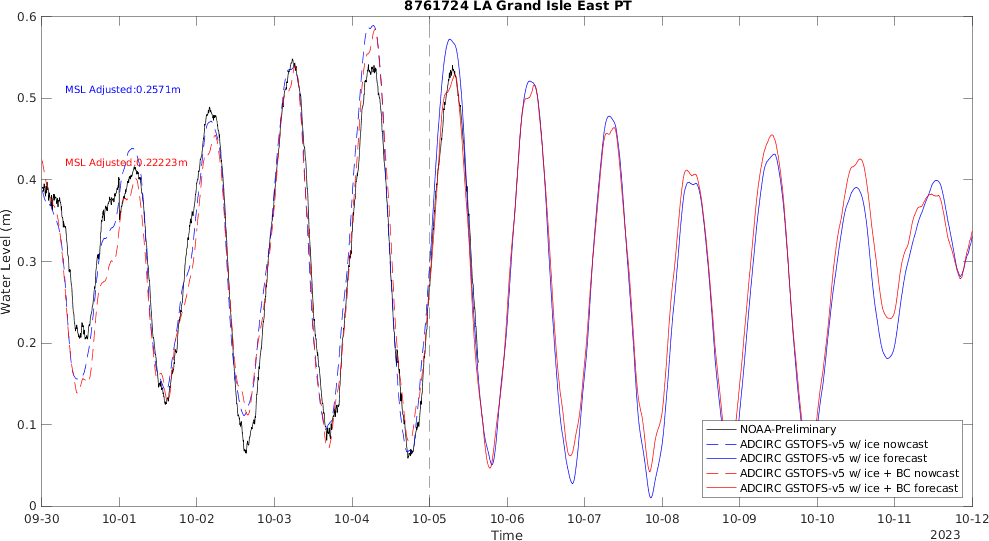 8761724 LA Grand Isle East PT
0.6
0.5
0.4
0.3
0.2
0.1
0
Water Level (m)
MSL Adjusted:0.2571m
MSL Adjusted:0.22223m
NOAA-Preliminary
ADCIRC GSTOFS-v5 w/ ice nowcast
ADCIRC GSTOFS-v5 w/ ice forecast
ADCIRC GSTOFS-v5 w/ ice + BC nowcast
ADCIRC GSTOFS-v5 w/ ice + BC forecast
09-30 10-01 10-02 10-03 10-04 10-05 10-06 10-07 10-08 10-09 10-10 10-11 10-12
Time
2023